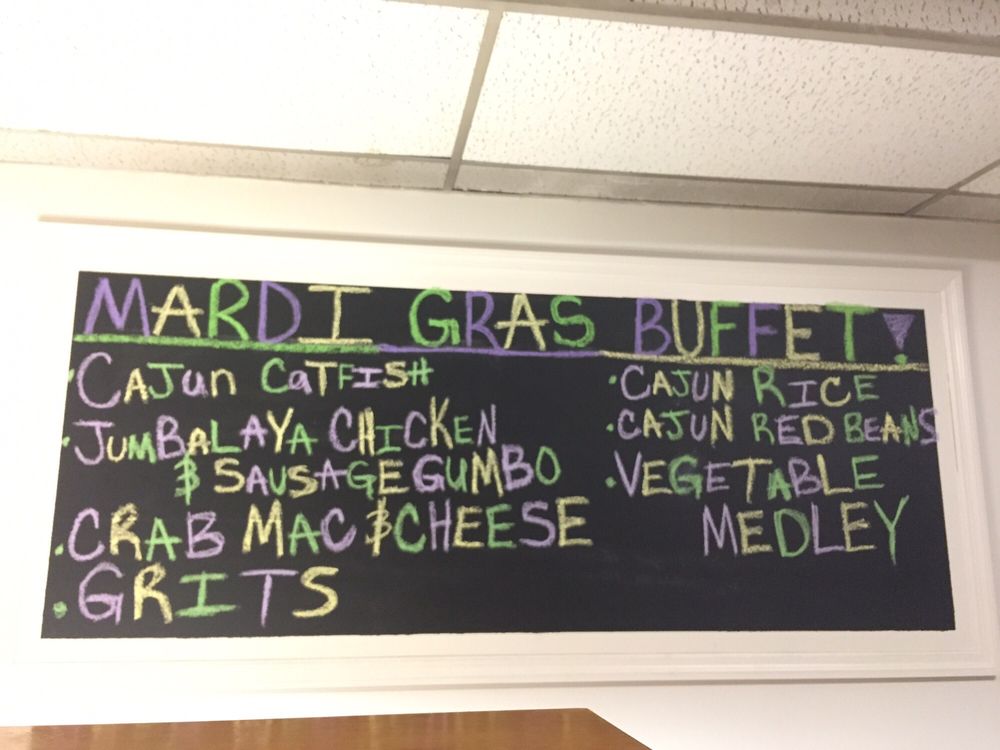 MARDI GRAS BUFFET!
· CAJun CaTFISH
· JUMBALAYA CHICKEN
& SAUSAGE GUMBO
· CRAB MAC & CHEESE
· GRITS
· CAJUN RICE
· CAJUN RED BEANS
· VEGETABLE
MEDLEY